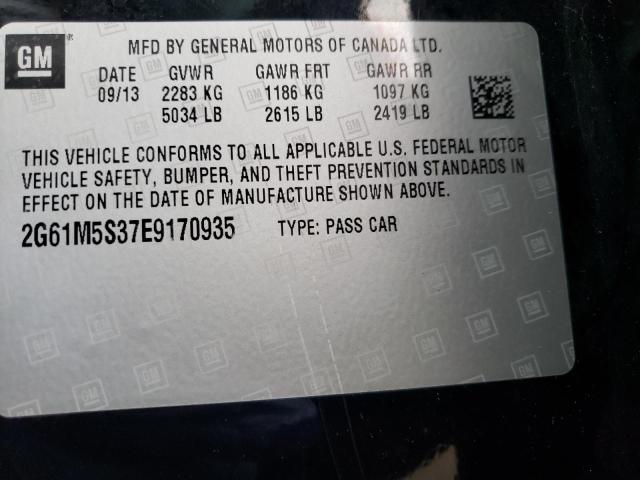 GM ®
MFD BY GENERAL MOTORS OF CANADA LTD.
DATE GVWR GAWR FRT GAWR RR
09/13 2283 KG 1186 KG 1097 KG
5034 LB 2615 LB 2419 LB
THIS VEHICLE CONFORMS TO ALL APPLICABLE U.S. FEDERAL MOTOR
VEHICLE SAFETY, BUMPER, AND THEFT PREVENTION STANDARDS IN
EFFECT ON THE DATE OF MANUFACTURE SHOWN ABOVE.
2G61M5S37E9170935 TYPE: PASS CAR